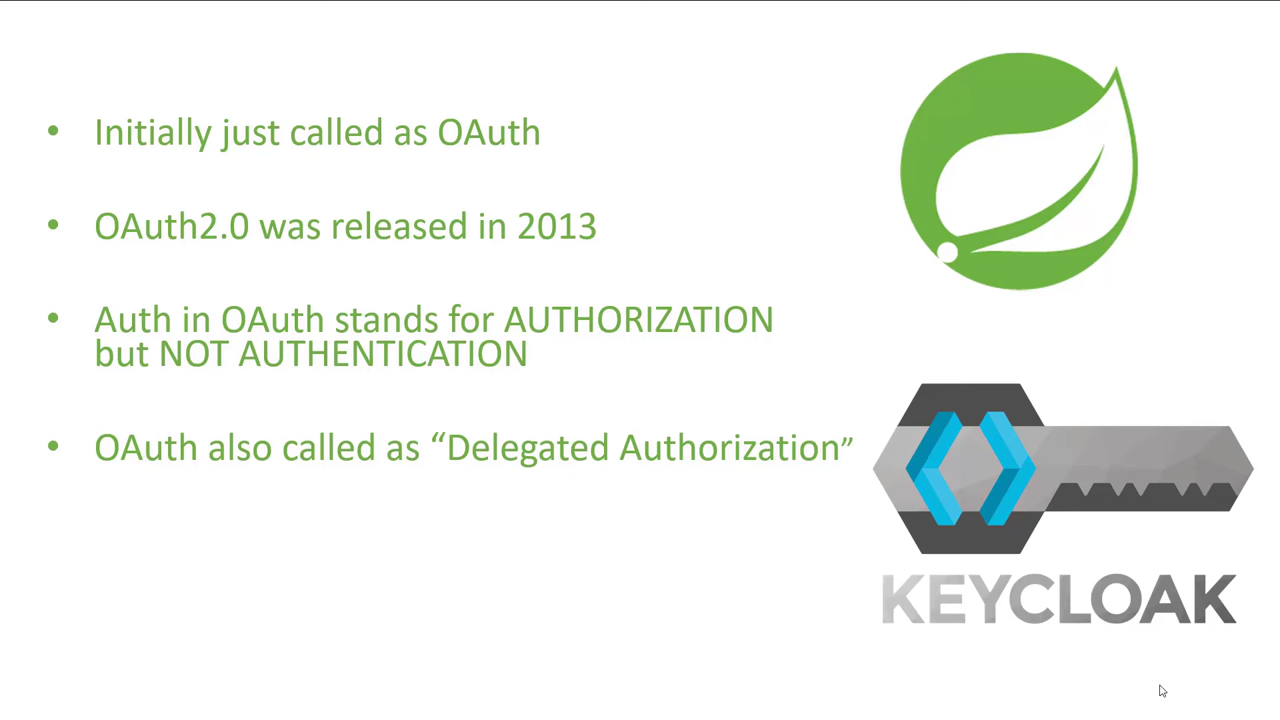 • Initially just called as OAuth
• OAuth2.0 was released in 2013
• Auth in OAuth stands for AUTHORIZATION
but NOT AUTHENTICATION
• OAuth also called as “Delegated Authorization”
KEYCLOAK